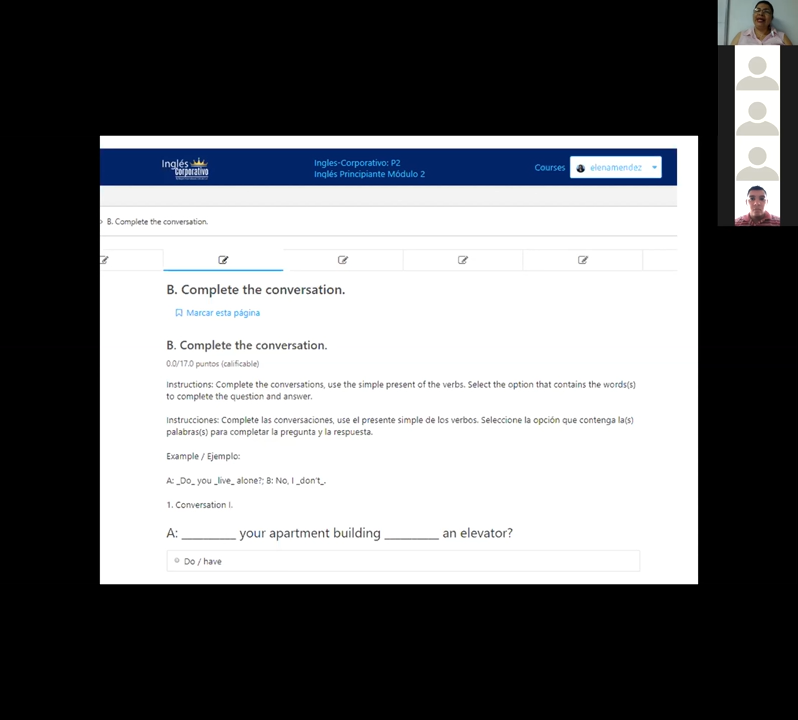 Inglés
Corporativo
Ingles-Corporativo: P2
Inglés Principiante Módulo 2
Courses
elenamendez
> B. Complete the conversation.
B. Complete the conversation.
Marcar esta página
B. Complete the conversation.
0.0/17.0 puntos (calificable)
Instructions: Complete the conversations, use the simple present of the verbs. Select the option that contains the words(s)
to complete the question and answer.
Instrucciones: Complete las conversaciones, use el presente simple de los verbos. Seleccione la opción que contenga la(s)
palabras(s) para completar la pregunta y la respuesta.
Example / Ejemplo:
A: _Do_ you _live_ alone?; B: No, I _don't_.
1. Conversation I.
A: ________ your apartment building ________ an elevator?
Do / have